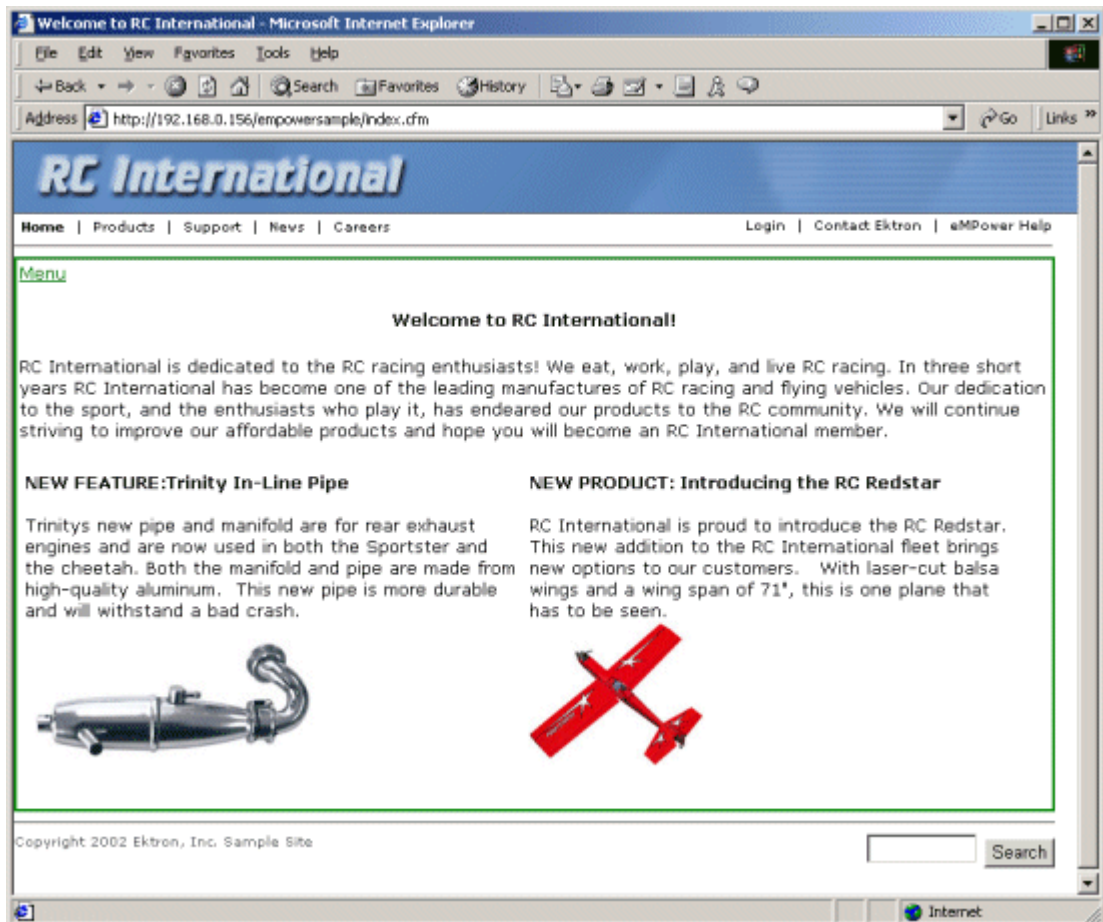 Welcome to RC International - Microsoft Internet Explorer
File Edit View Favorites Tools Help
Back Search Favorites History
Address http://192.168.0.156/empowersample/index.cfm Go Links »
RC International
Home | Products | Support | News | Careers Login | Contact Ektron | eMPower Help
Menu
Welcome to RC International!
RC International is dedicated to the RC racing enthusiasts! We eat, work, play, and live RC racing. In three short
years RC International has become one of the leading manufactures of RC racing and flying vehicles. Our dedication
to the sport, and the enthusiasts who play it, has endeared our products to the RC community. We will continue
striving to improve our affordable products and hope you will become an RC International member.
NEW FEATURE:Trinity In-Line Pipe
Trinitys new pipe and manifold are for rear exhaust
engines and are now used in both the Sportster and
the cheetah. Both the manifold and pipe are made from
high-quality aluminum. This new pipe is more durable
and will withstand a bad crash.
NEW PRODUCT: Introducing the RC Redstar
RC International is proud to introduce the RC Redstar.
This new addition to the RC International fleet brings
new options to our customers. With laser-cut balsa
wings and a wing span of 71", this is one plane that
has to be seen.
Copyright 2002 Ektron, Inc. Sample Site
Search
Internet